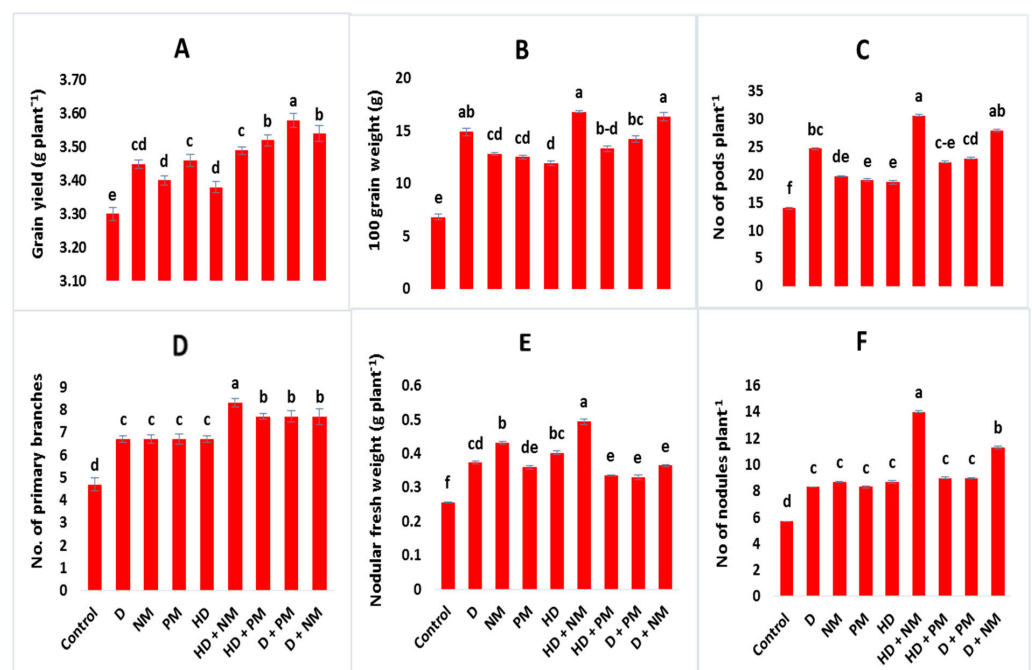 A
Grain yield (g plant⁻¹)
3.70
3.60
3.50
3.40
3.30
3.20
3.10
e
cd
d
c
d
c
b
a
b
B
100 grain weight (g)
20
15
10
5
0
e
ab
cd
cd
d
a
b-d
bc
a
C
No of pods plant⁻¹
35
30
25
20
15
10
5
0
f
bc
de
e
e
a
c-e
cd
ab
D
No. of primary branches
9
8
7
6
5
4
3
2
1
0
d
c
c
c
c
a
b
b
b
Control
D
NM
PM
HD
HD + NM
HD + PM
D + PM
D + NM
E
Nodular fresh weight (g plant⁻¹)
0.6
0.5
0.4
0.3
0.2
0.1
0
f
cd
b
de
bc
a
e
e
e
Control
D
NM
PM
HD
HD + NM
HD + PM
D + PM
D + NM
F
No of nodules plant⁻¹
16
14
12
10
8
6
4
2
0
d
c
c
c
c
a
c
c
b
Control
D
NM
PM
HD
HD + NM
HD + PM
D + PM
D + NM